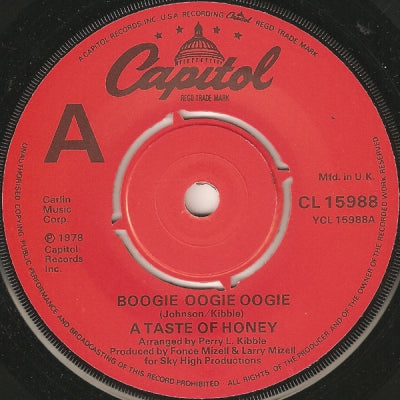 A CAPITOL RECORDS INC. U.S.A. RECORDING
REGD. TRADE MARK
Capitol
REGD TRADE MARK
A
Mfd. in U.K.
Carlin
Music
Corp.
CL 15988
YCL 15988A
℗ 1978
Capitol
Records
Inc.
BOOGIE OOGIE OOGIE
(Johnson/Kibble)
A TASTE OF HONEY
Arranged by Perry L. Kibble
Produced by Fonce Mizell & Larry Mizell
for Sky High Productions
ALL RIGHTS OF THE PRODUCER AND OF THE OWNER OF THE RECORDED WORK RESERVED
UNAUTHORISED COPYING PUBLIC PERFORMANCE AND BROADCASTING OF THIS RECORD PROHIBITED